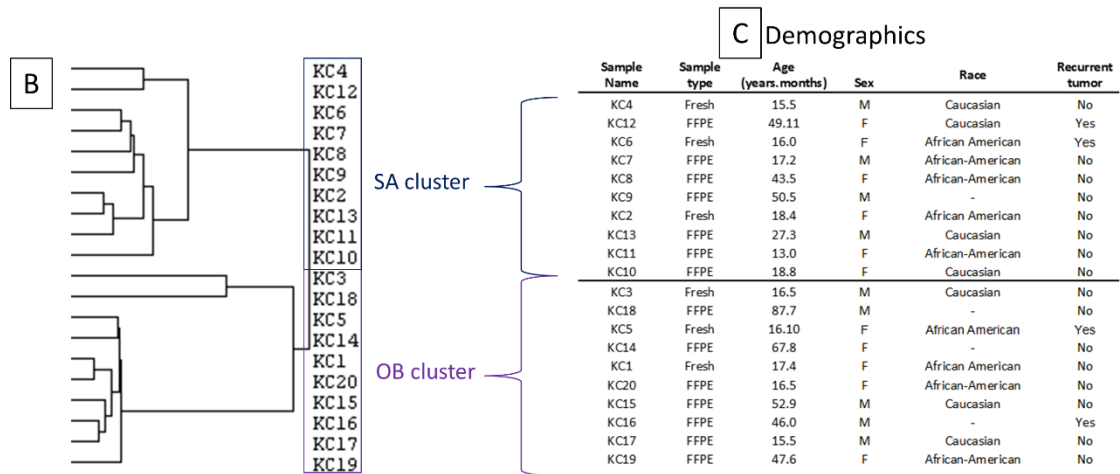 B
KC4
KC12
KC6
KC7
KC8
KC9
KC2
KC13
KC11
KC10
KC3
KC18
KC5
KC14
KC1
KC20
KC15
KC16
KC17
KC19
SA cluster
OB cluster
C Demographics
Sample Name Sample type Age (years.months) Sex Race Recurrent tumor
KC4 Fresh 15.5 M Caucasian No
KC12 FFPE 49.11 F Caucasian Yes
KC6 Fresh 16.0 F African American Yes
KC7 FFPE 17.2 M African-American No
KC8 FFPE 43.5 F African-American No
KC9 FFPE 50.5 M - No
KC2 Fresh 18.4 F African American No
KC13 FFPE 27.3 M Caucasian No
KC11 FFPE 13.0 F African-American No
KC10 FFPE 18.8 F Caucasian No
KC3 Fresh 16.5 M Caucasian No
KC18 FFPE 87.7 M - No
KC5 Fresh 16.10 F African American Yes
KC14 FFPE 67.8 F - No
KC1 Fresh 17.4 F African American No
KC20 FFPE 16.5 F African-American No
KC15 FFPE 52.9 M Caucasian No
KC16 FFPE 46.0 M - Yes
KC17 FFPE 15.5 M Caucasian No
KC19 FFPE 47.6 F African-American No